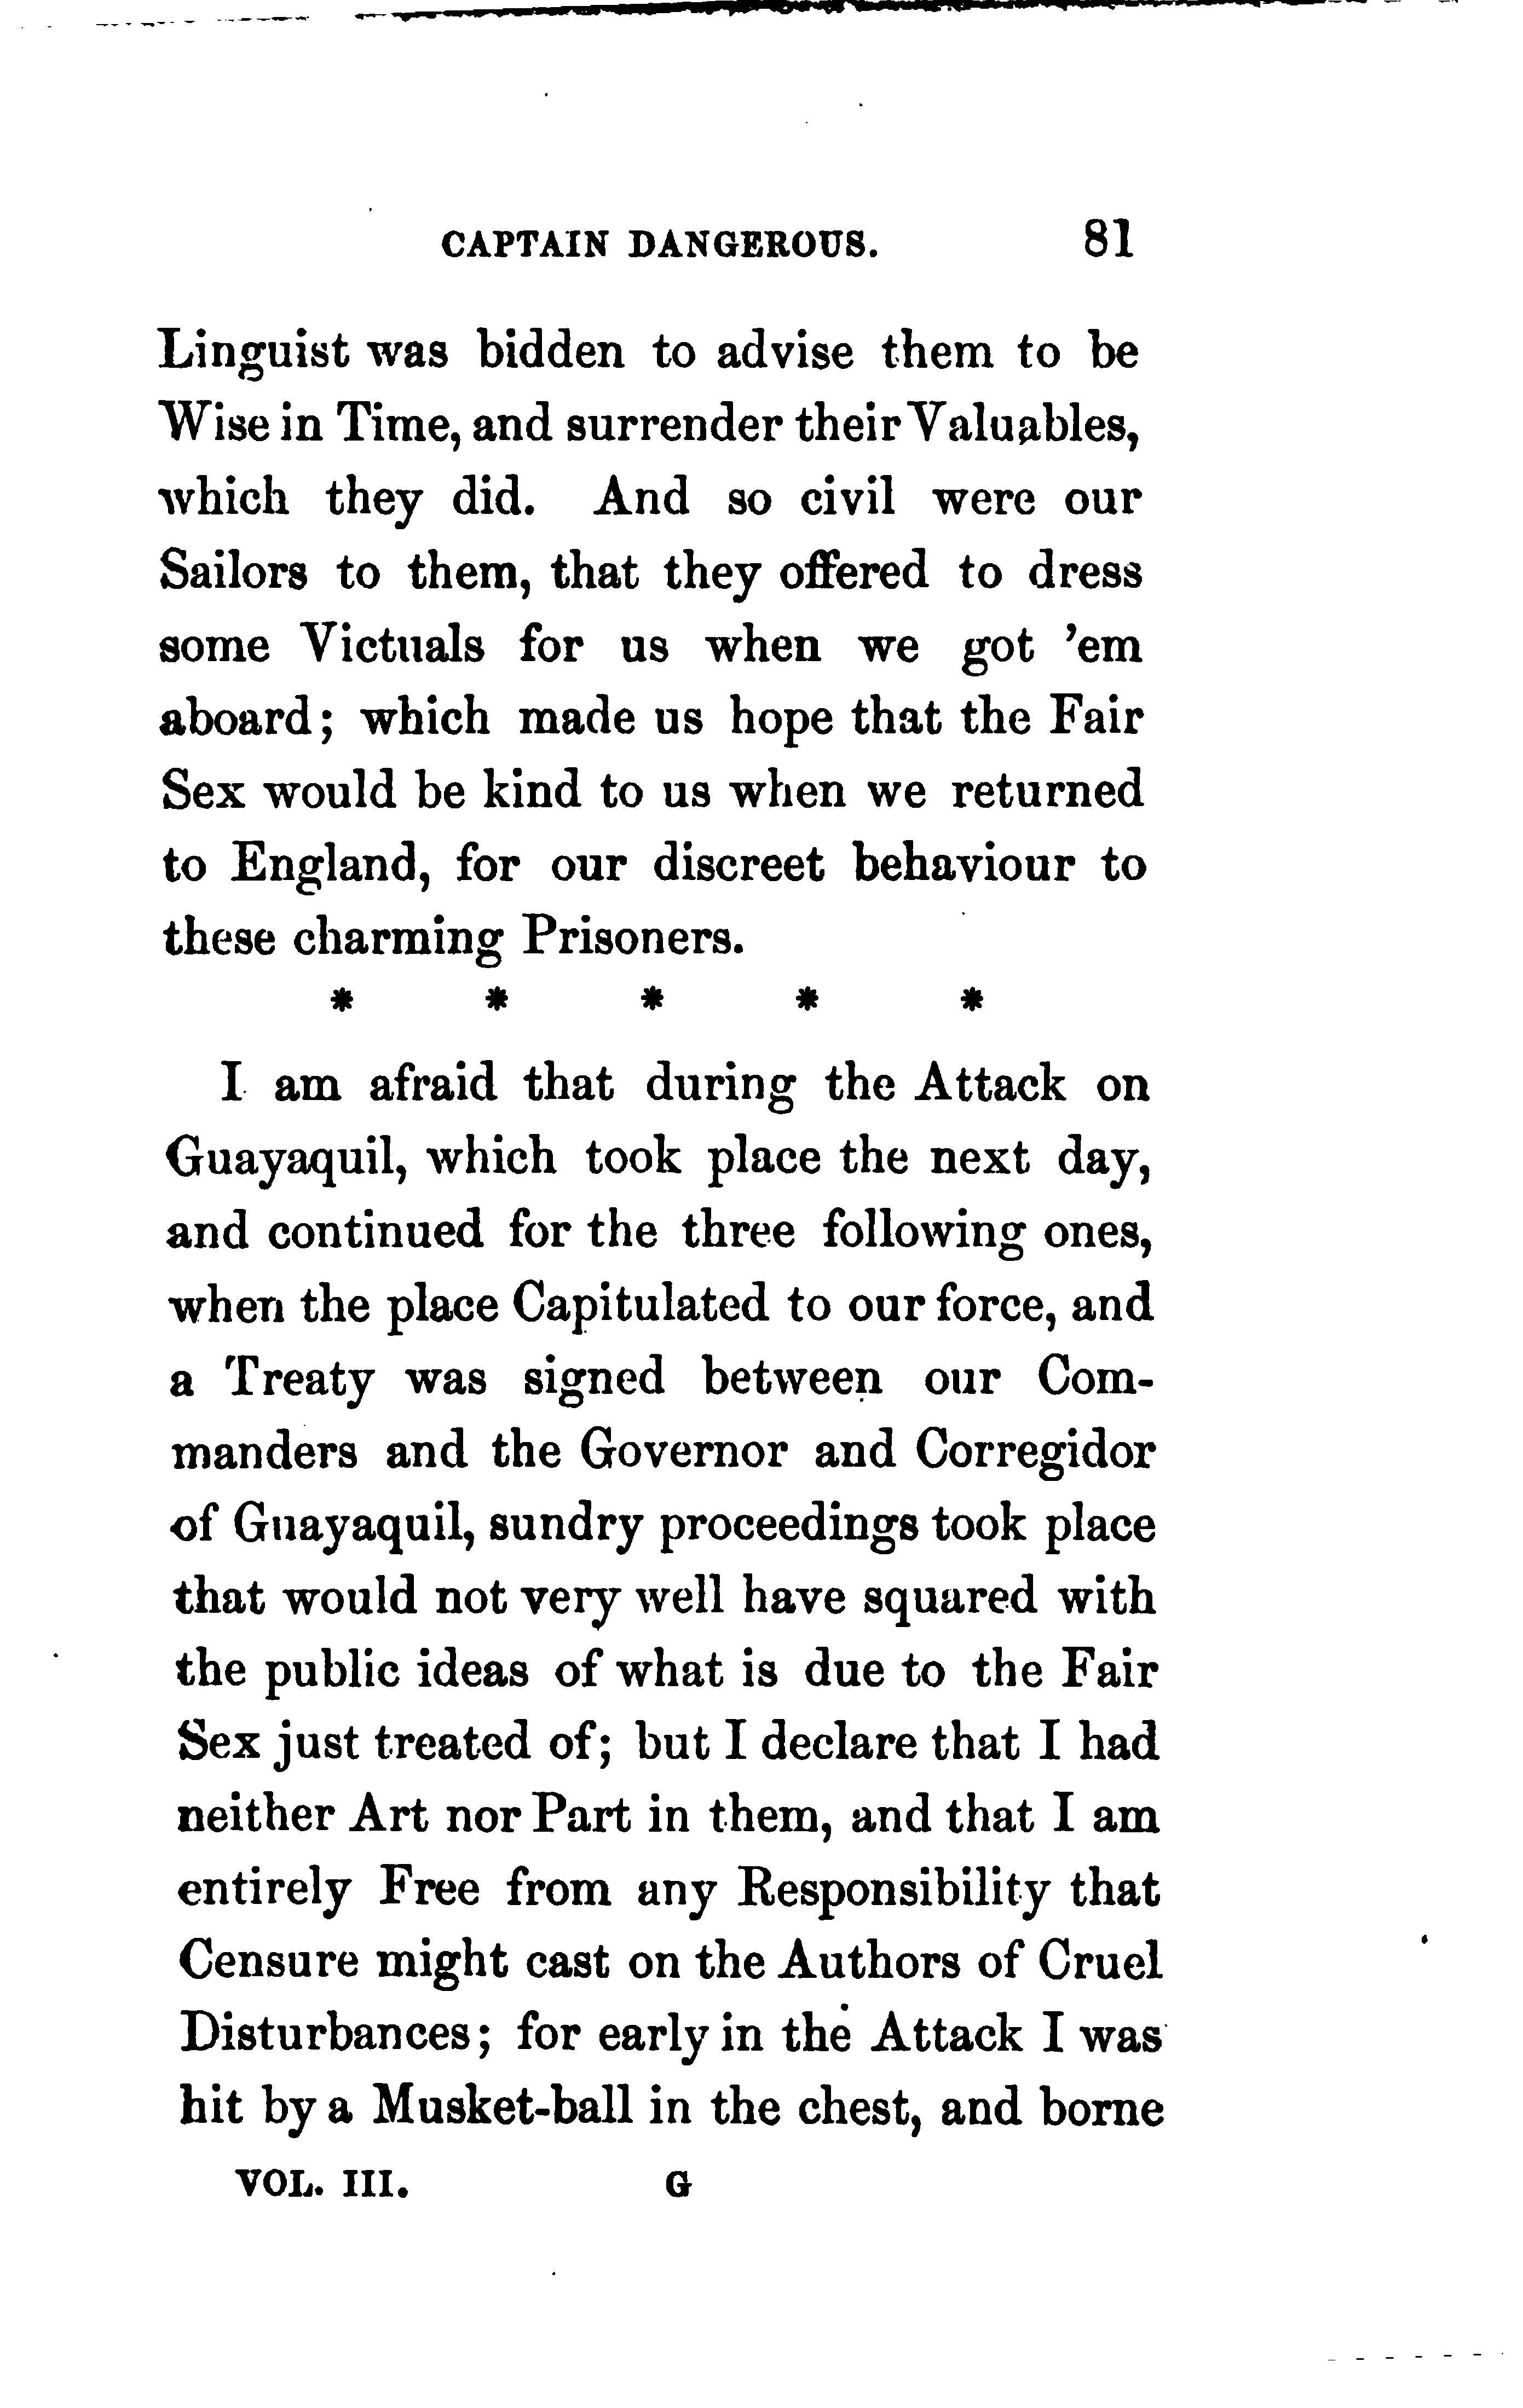 CAPTAIN DANGEROUS. 81
Linguist was bidden to advise them to be
Wise in Time, and surrender their Valuables,
which they did. And so civil were our
Sailors to them, that they offered to dress
some Victuals for us when we got 'em
aboard; which made us hope that the Fair
Sex would be kind to us when we returned
to England, for our discreet behaviour to
these charming Prisoners.
* * * * *
I am afraid that during the Attack on
Guayaquil, which took place the next day,
and continued for the three following ones,
when the place Capitulated to our force, and
a Treaty was signed between our Com-
manders and the Governor and Corregidor
of Guayaquil, sundry proceedings took place
that would not very well have squared with
the public ideas of what is due to the Fair
Sex just treated of; but I declare that I had
neither Art nor Part in them, and that I am
entirely Free from any Responsibility that
Censure might cast on the Authors of Cruel
Disturbances; for early in the Attack I was
hit by a Musket-ball in the chest, and borne
VOL. III. G